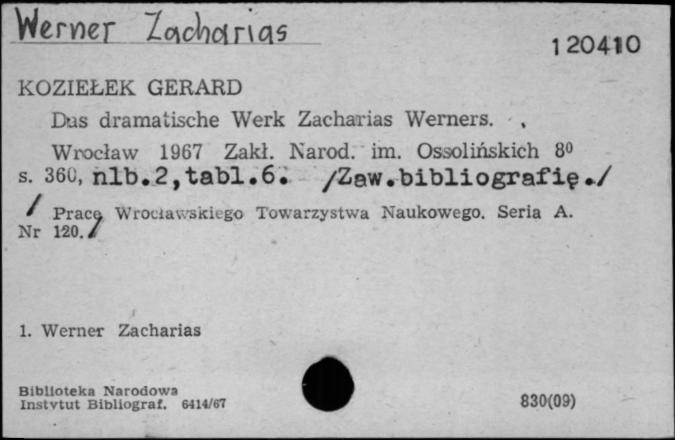 Werner Zacharias
120410
KOZIEŁEK GERARD
Das dramatische Werk Zacharias Werners.
Wrocław 1967 Zakł. Narod. im. Ossolińskich 8⁰
s. 360, nlb.2,tabl.6. /Zaw.bibliografię./
/ Prace Wrocławskiego Towarzystwa Naukowego. Seria A.
Nr 120./
1. Werner Zacharias
Biblioteka Narodowa
Instytut Bibliograf. 6414/67
830(09)